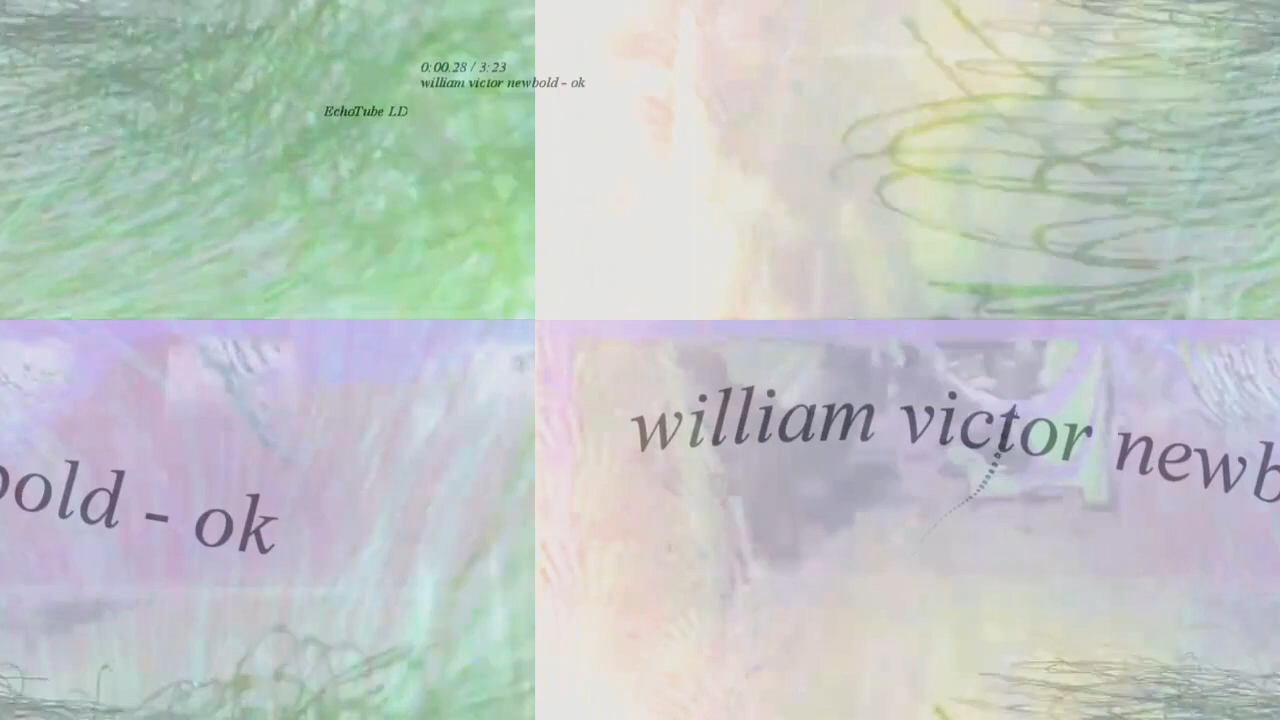 0:00.28 / 3:23
william victor newbold - ok
EchoTube LD
bold - ok
william victor newb